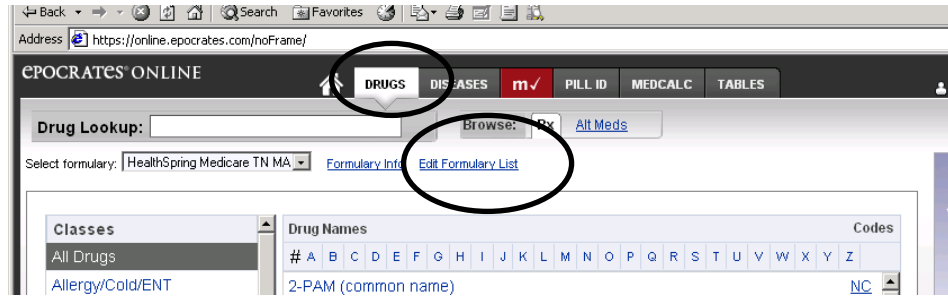 Back Search Favorites
Address https://online.epocrates.com/noFrame/
epocrates® online
DRUGS DISEASES m✓ PILL ID MEDCALC TABLES
Drug Lookup: Browse: Rx Alt Meds
Select formulary: HealthSpring Medicare TN MA Formulary Info Edit Formulary List
Classes Drug Names Codes
All Drugs # A B C D E F G H I J K L M N O P Q R S T U V W X Y Z
Allergy/Cold/ENT 2-PAM (common name) NC